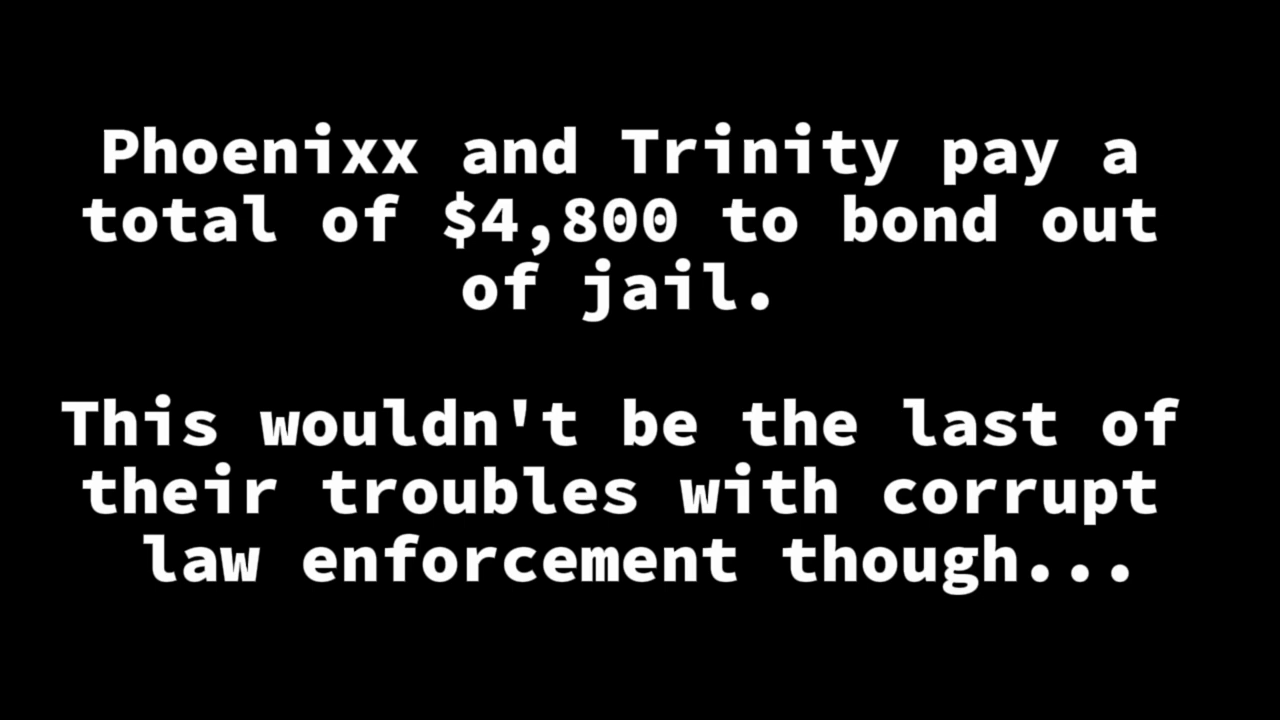 Phoenixx and Trinity pay a
total of $4,800 to bond out
of jail.
This wouldn't be the last of
their troubles with corrupt
law enforcement though...